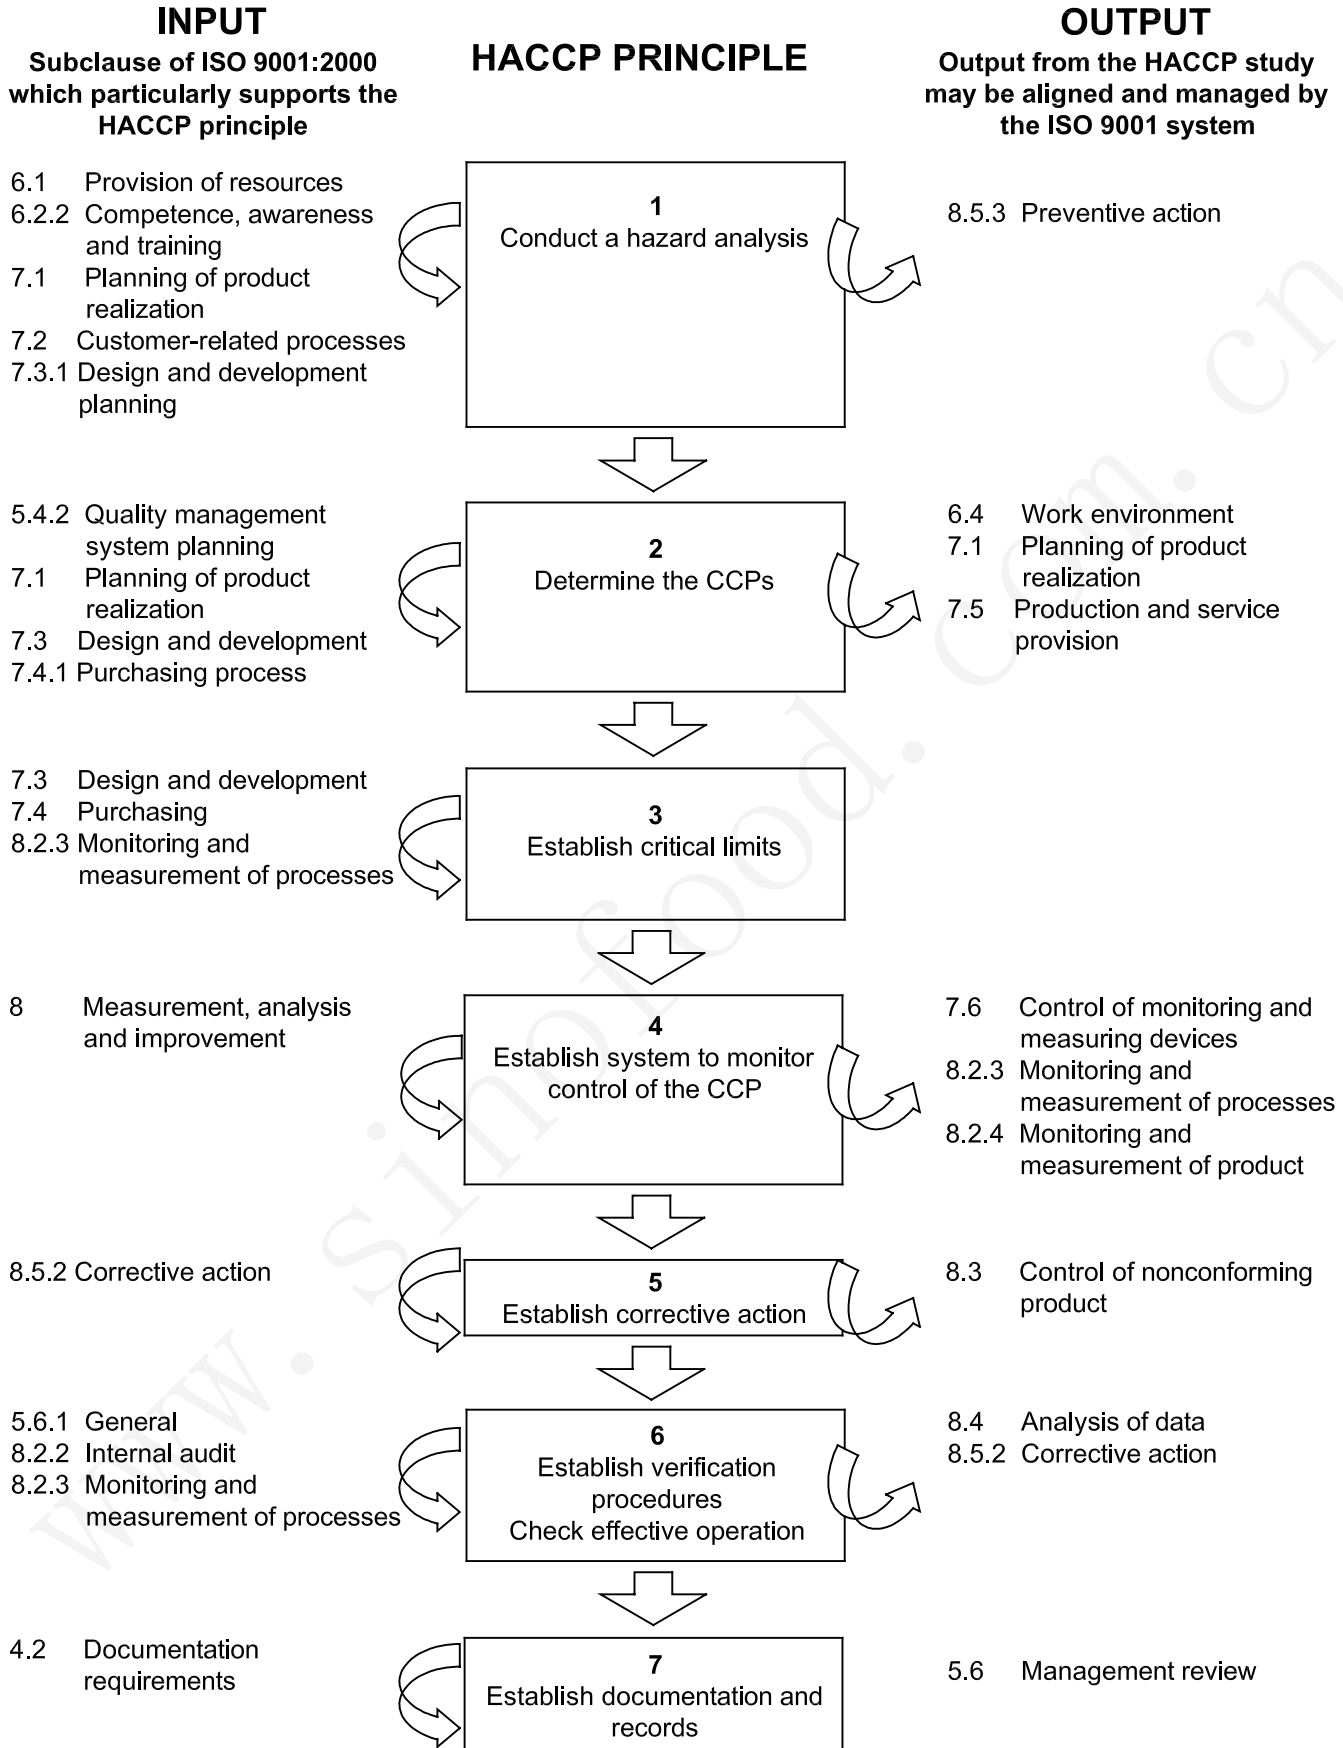 INPUT
Subclause of ISO 9001:2000
which particularly supports the
HACCP principle
HACCP PRINCIPLE
OUTPUT
Output from the HACCP study
may be aligned and managed by
the ISO 9001 system
6.1 Provision of resources
6.2.2 Competence, awareness
and training
7.1 Planning of product
realization
7.2 Customer-related processes
7.3.1 Design and development
planning
1
Conduct a hazard analysis
8.5.3 Preventive action
5.4.2 Quality management
system planning
7.1 Planning of product
realization
7.3 Design and development
7.4.1 Purchasing process
2
Determine the CCPs
6.4 Work environment
7.1 Planning of product
realization
7.5 Production and service
provision
7.3 Design and development
7.4 Purchasing
8.2.3 Monitoring and
measurement of processes
3
Establish critical limits
8 Measurement, analysis
and improvement
4
Establish system to monitor
control of the CCP
7.6 Control of monitoring and
measuring devices
8.2.3 Monitoring and
measurement of processes
8.2.4 Monitoring and
measurement of product
8.5.2 Corrective action
5
Establish corrective action
8.3 Control of nonconforming
product
5.6.1 General
8.2.2 Internal audit
8.2.3 Monitoring and
measurement of processes
6
Establish verification
procedures
Check effective operation
8.4 Analysis of data
8.5.2 Corrective action
4.2 Documentation
requirements
7
Establish documentation and
records
5.6 Management review
www.sinofood.com.cn